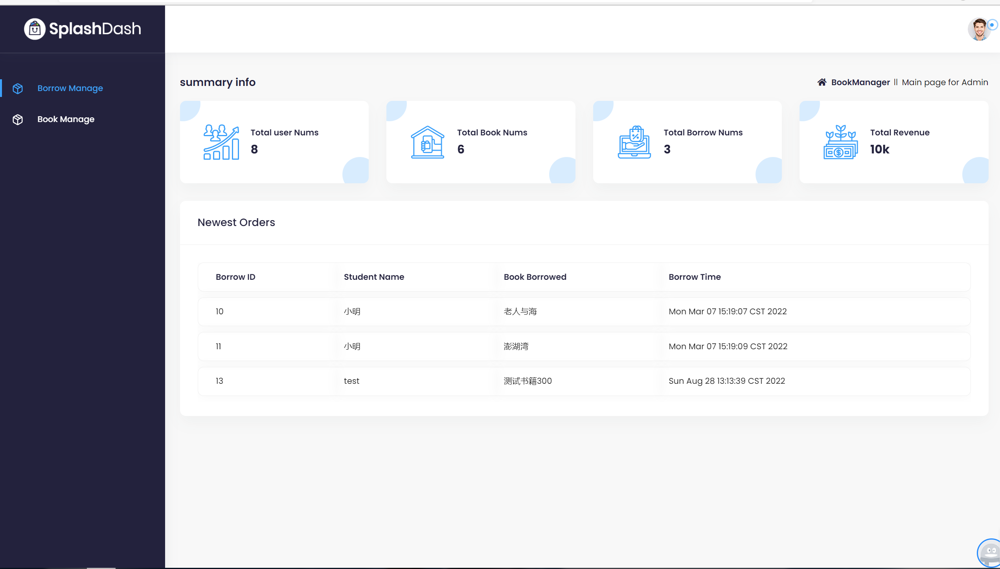 SplashDash
Borrow Manage
Book Manage
summary info
BookManager || Main page for Admin
Total user Nums
8
Total Book Nums
6
Total Borrow Nums
3
Total Revenue
10k
Newest Orders
Borrow ID Student Name Book Borrowed Borrow Time
10 小明 老人与海 Mon Mar 07 15:19:07 CST 2022
11 小明 澎湖湾 Mon Mar 07 15:19:09 CST 2022
13 test 测试书籍300 Sun Aug 28 13:13:39 CST 2022